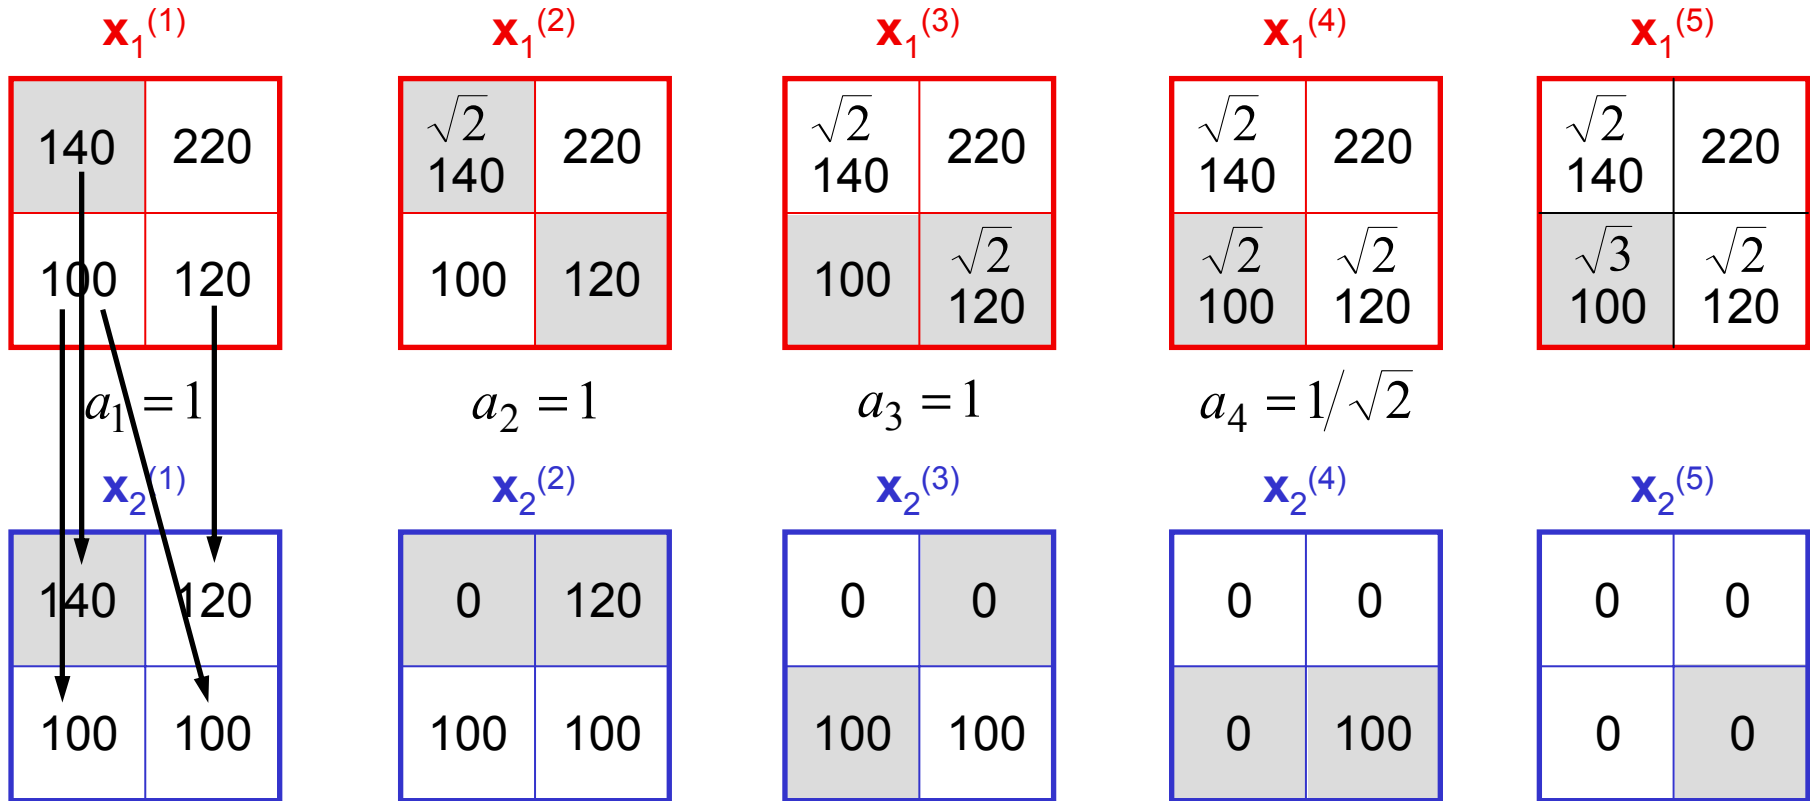 x₁⁽¹⁾ x₁⁽²⁾ x₁⁽³⁾ x₁⁽⁴⁾ x₁⁽⁵⁾
140 220 √2 140 220 √2 140 220 √2 140 220 √2 140 220
100 120 100 120 100 √2 120 √2 100 √2 120 √3 100 √2 120
a₁ = 1 a₂ = 1 a₃ = 1 a₄ = 1/√2
x₂⁽¹⁾ x₂⁽²⁾ x₂⁽³⁾ x₂⁽⁴⁾ x₂⁽⁵⁾
140 120 0 120 0 0 0 0 0 0
100 100 100 100 100 100 0 100 0 0